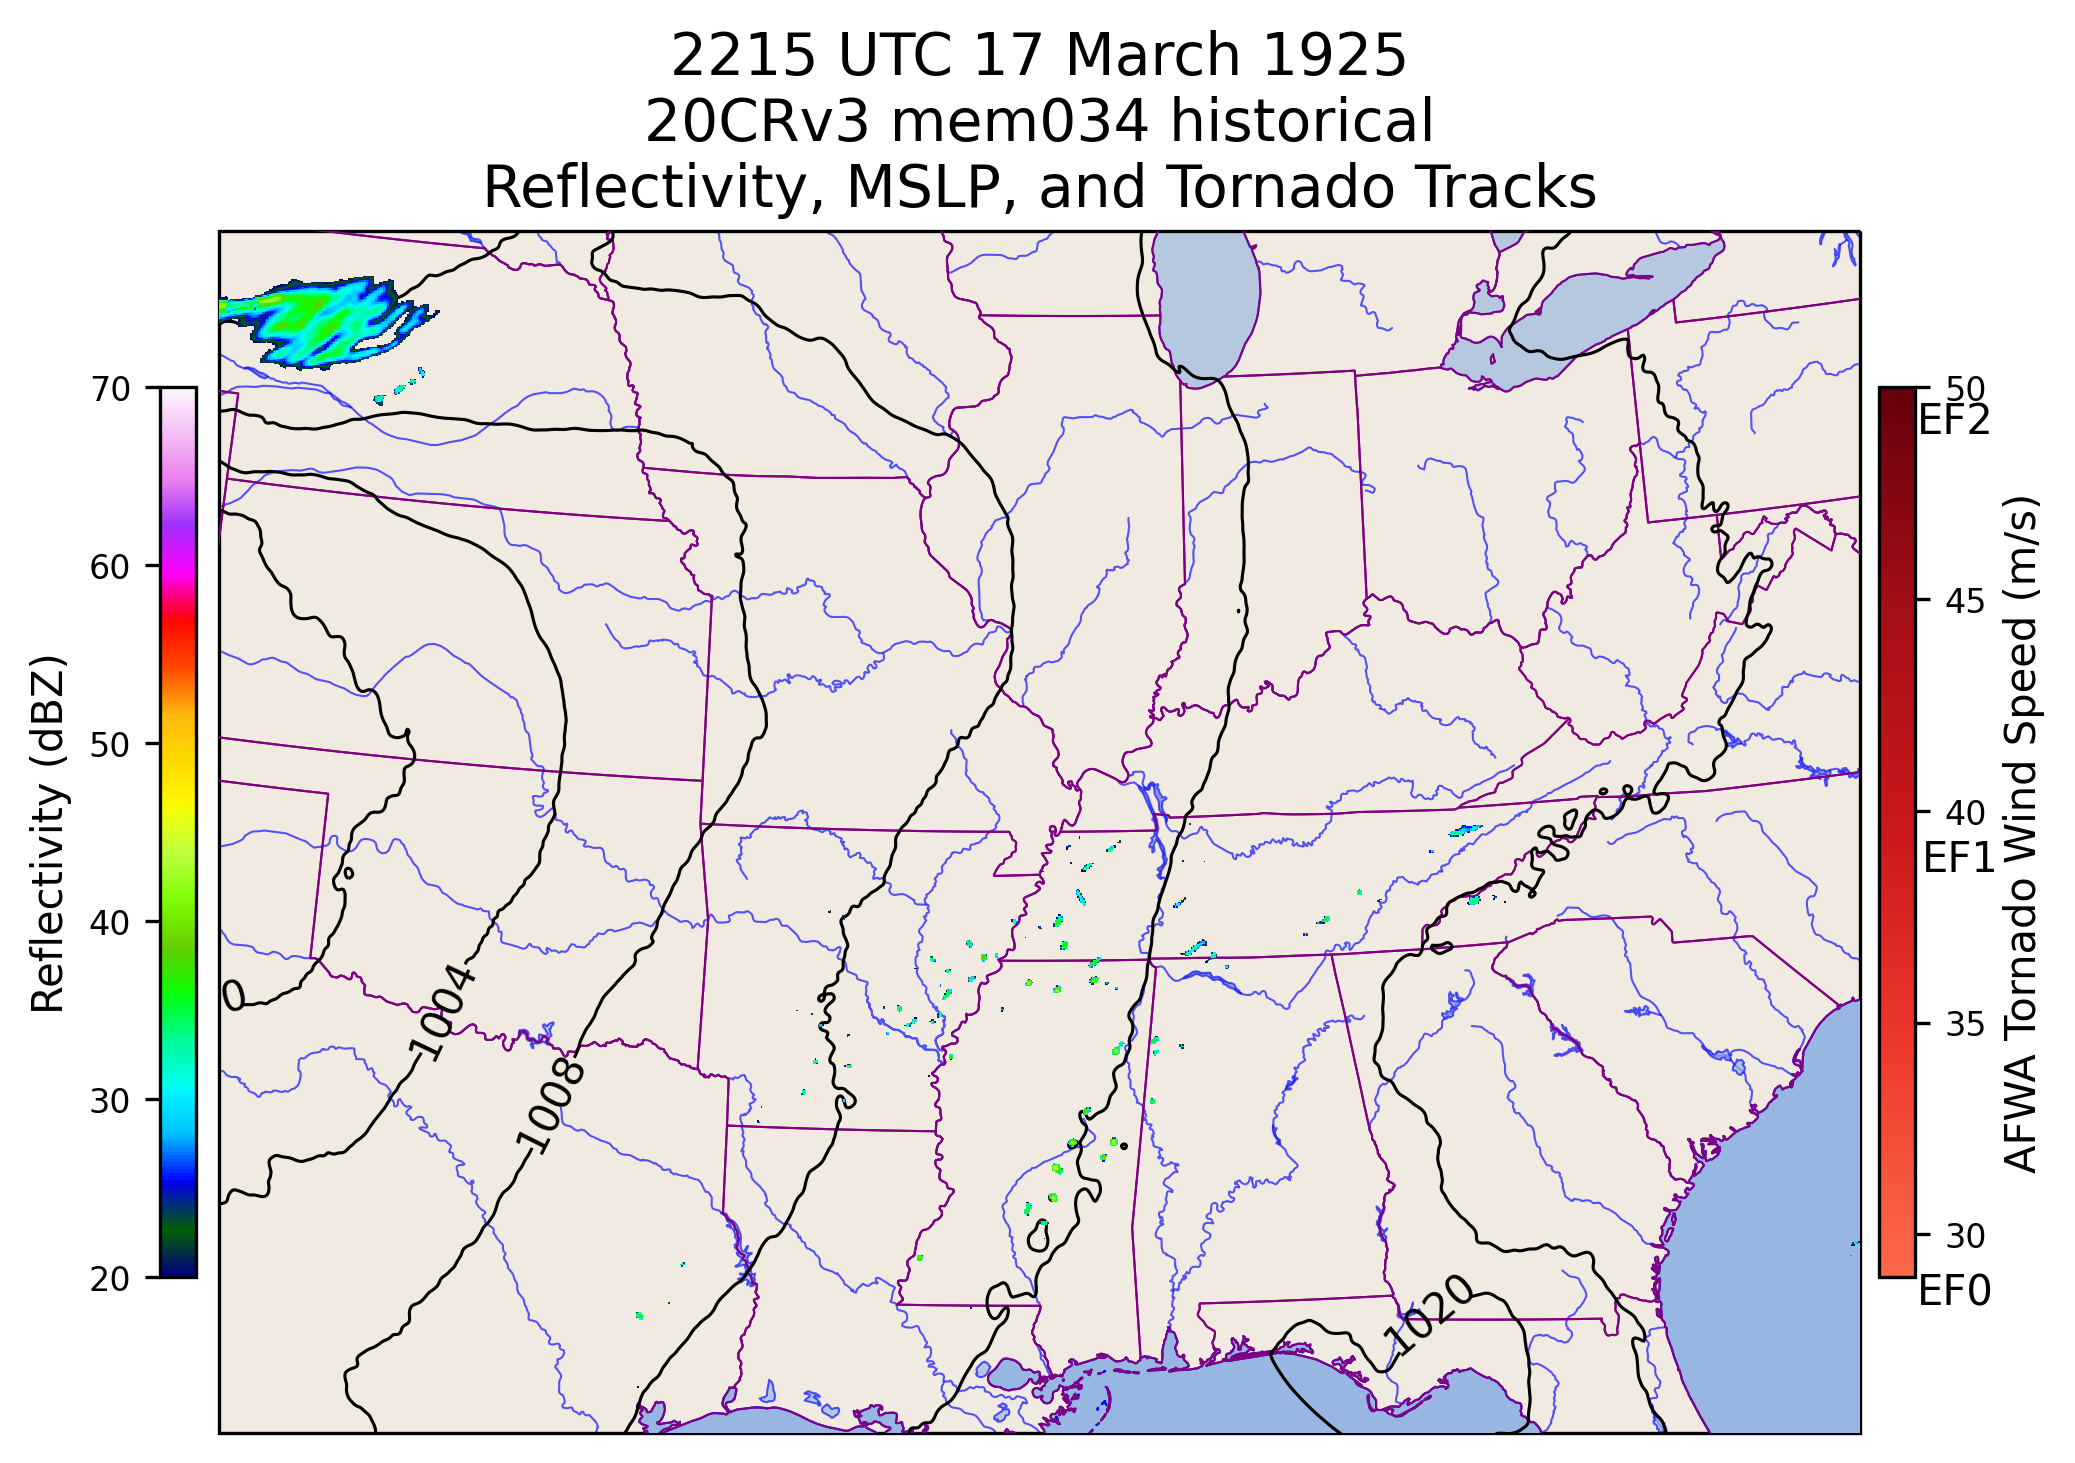 2215 UTC 17 March 1925
20CRv3 mem034 historical
Reflectivity, MSLP, and Tornado Tracks
70
60
50
40
30
20
Reflectivity (dBZ)
0
1004
1008
1020
50
EF2
45
40
EF1
35
30
EF0
AFWA Tornado Wind Speed (m/s)